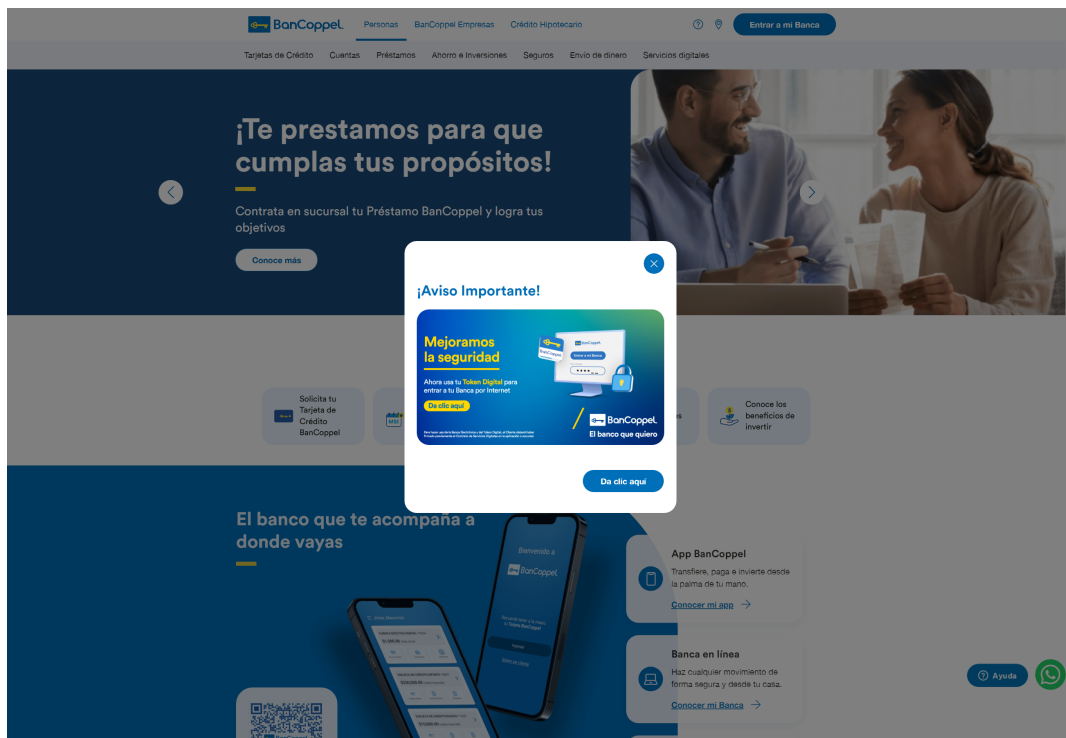 BanCoppel.
Personas
BanCoppel Empresas
Crédito Hipotecario
Entrar a mi Banca
Tarjetas de Crédito
Cuentas
Préstamos
Ahorro e Inversiones
Seguros
Envío de dinero
Servicios digitales
¡Te prestamos para que
cumplas tus propósitos!
Contrata en sucursal tu Préstamo BanCoppel y logra tus
objetivos
Conoce más
¡Aviso Importante!
Mejoramos
la seguridad
Ahora usa tu Token Digital para
entrar a tu Banca por Internet
Da clic aquí
BanCoppel
Entrar a mi Banca
BanCoppel.
El banco que quiero
Da clic aquí
Solicita tu
Tarjeta de
Crédito
BanCoppel
MSI
Conoce los
beneficios de
invertir
El banco que te acompaña a
donde vayas
Bienvenido a
BanCoppel.
App BanCoppel
Transfiere, paga e invierte desde
la palma de tu mano.
Conocer mi app
Banca en línea
Haz cualquier movimiento de
forma segura y desde tu casa.
Conocer mi Banca
Ayuda